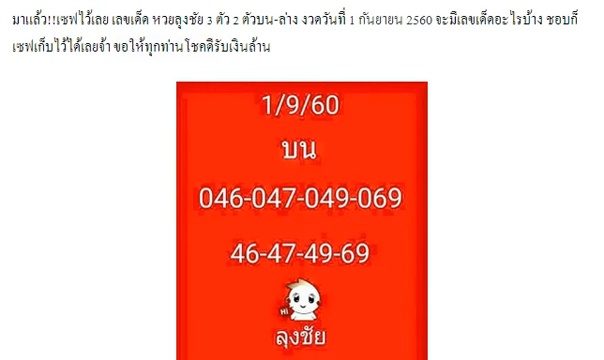 มาแล้ว!!เซฟไว้เลย เลขเด็ด หวยลุงชัย 3 ตัว 2 ตัวบน-ล่าง งวดวันที่ 1 กันยายน 2560 จะมีเลขเด็ดอะไรบ้าง ชอบก็
เซฟเก็บไว้ได้เลยจ้า ขอให้ทุกท่านโชคดีรับเงินล้าน
1/9/60
บน
046-047-049-069
46-47-49-69
HI
ลุงชัย